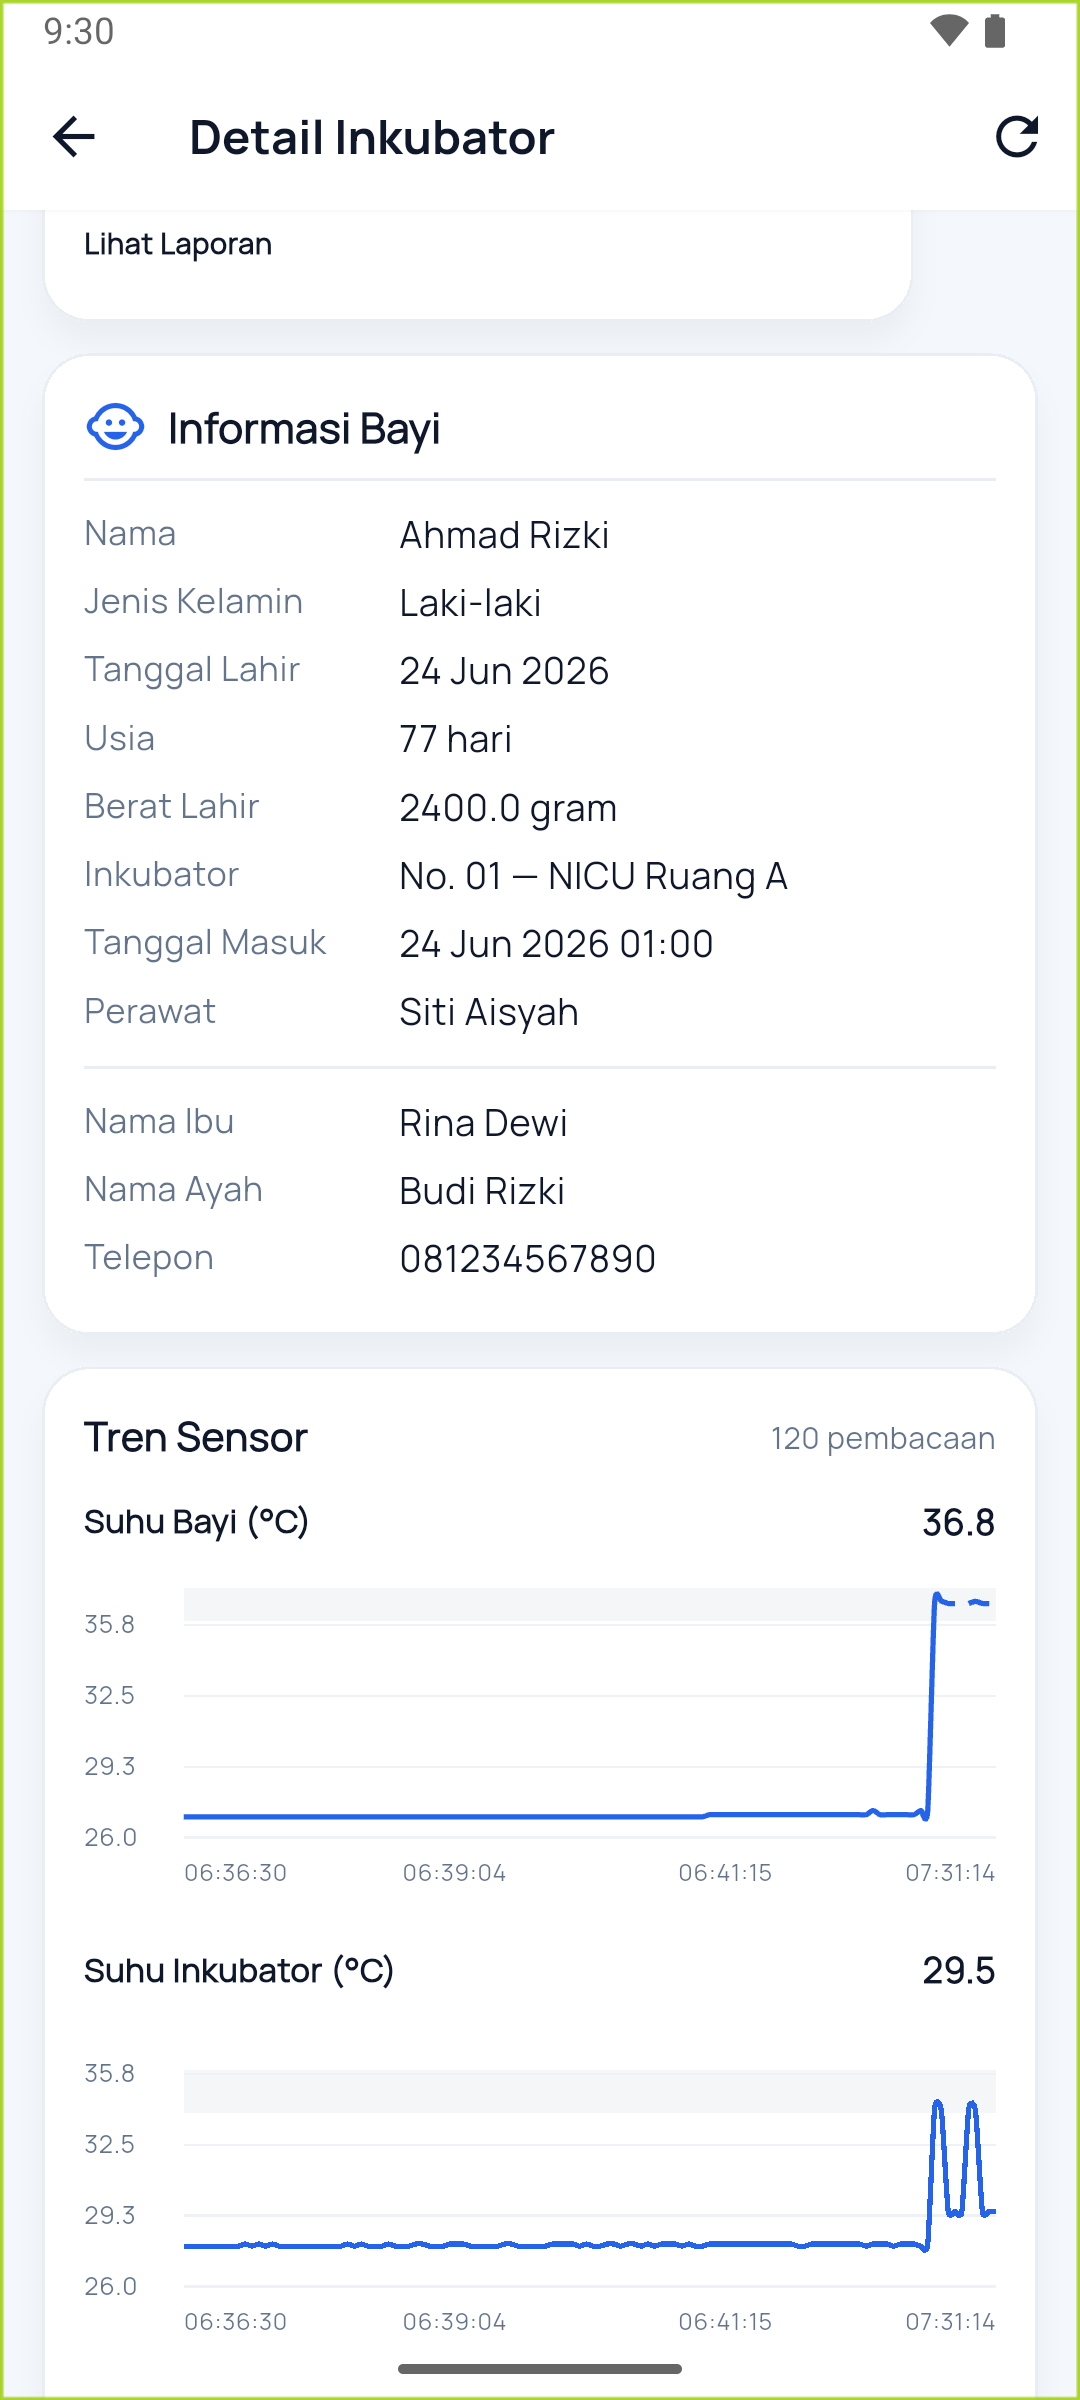 9:30
Detail Inkubator
Lihat Laporan
Informasi Bayi
Nama Ahmad Rizki
Jenis Kelamin Laki-laki
Tanggal Lahir 24 Jun 2026
Usia 77 hari
Berat Lahir 2400.0 gram
Inkubator No. 01 — NICU Ruang A
Tanggal Masuk 24 Jun 2026 01:00
Perawat Siti Aisyah
Nama Ibu Rina Dewi
Nama Ayah Budi Rizki
Telepon 081234567890
Tren Sensor 120 pembacaan
Suhu Bayi (°C) 36.8
35.8
32.5
29.3
26.0
06:36:30 06:39:04 06:41:15 07:31:14
Suhu Inkubator (°C) 29.5
35.8
32.5
29.3
26.0
06:36:30 06:39:04 06:41:15 07:31:14